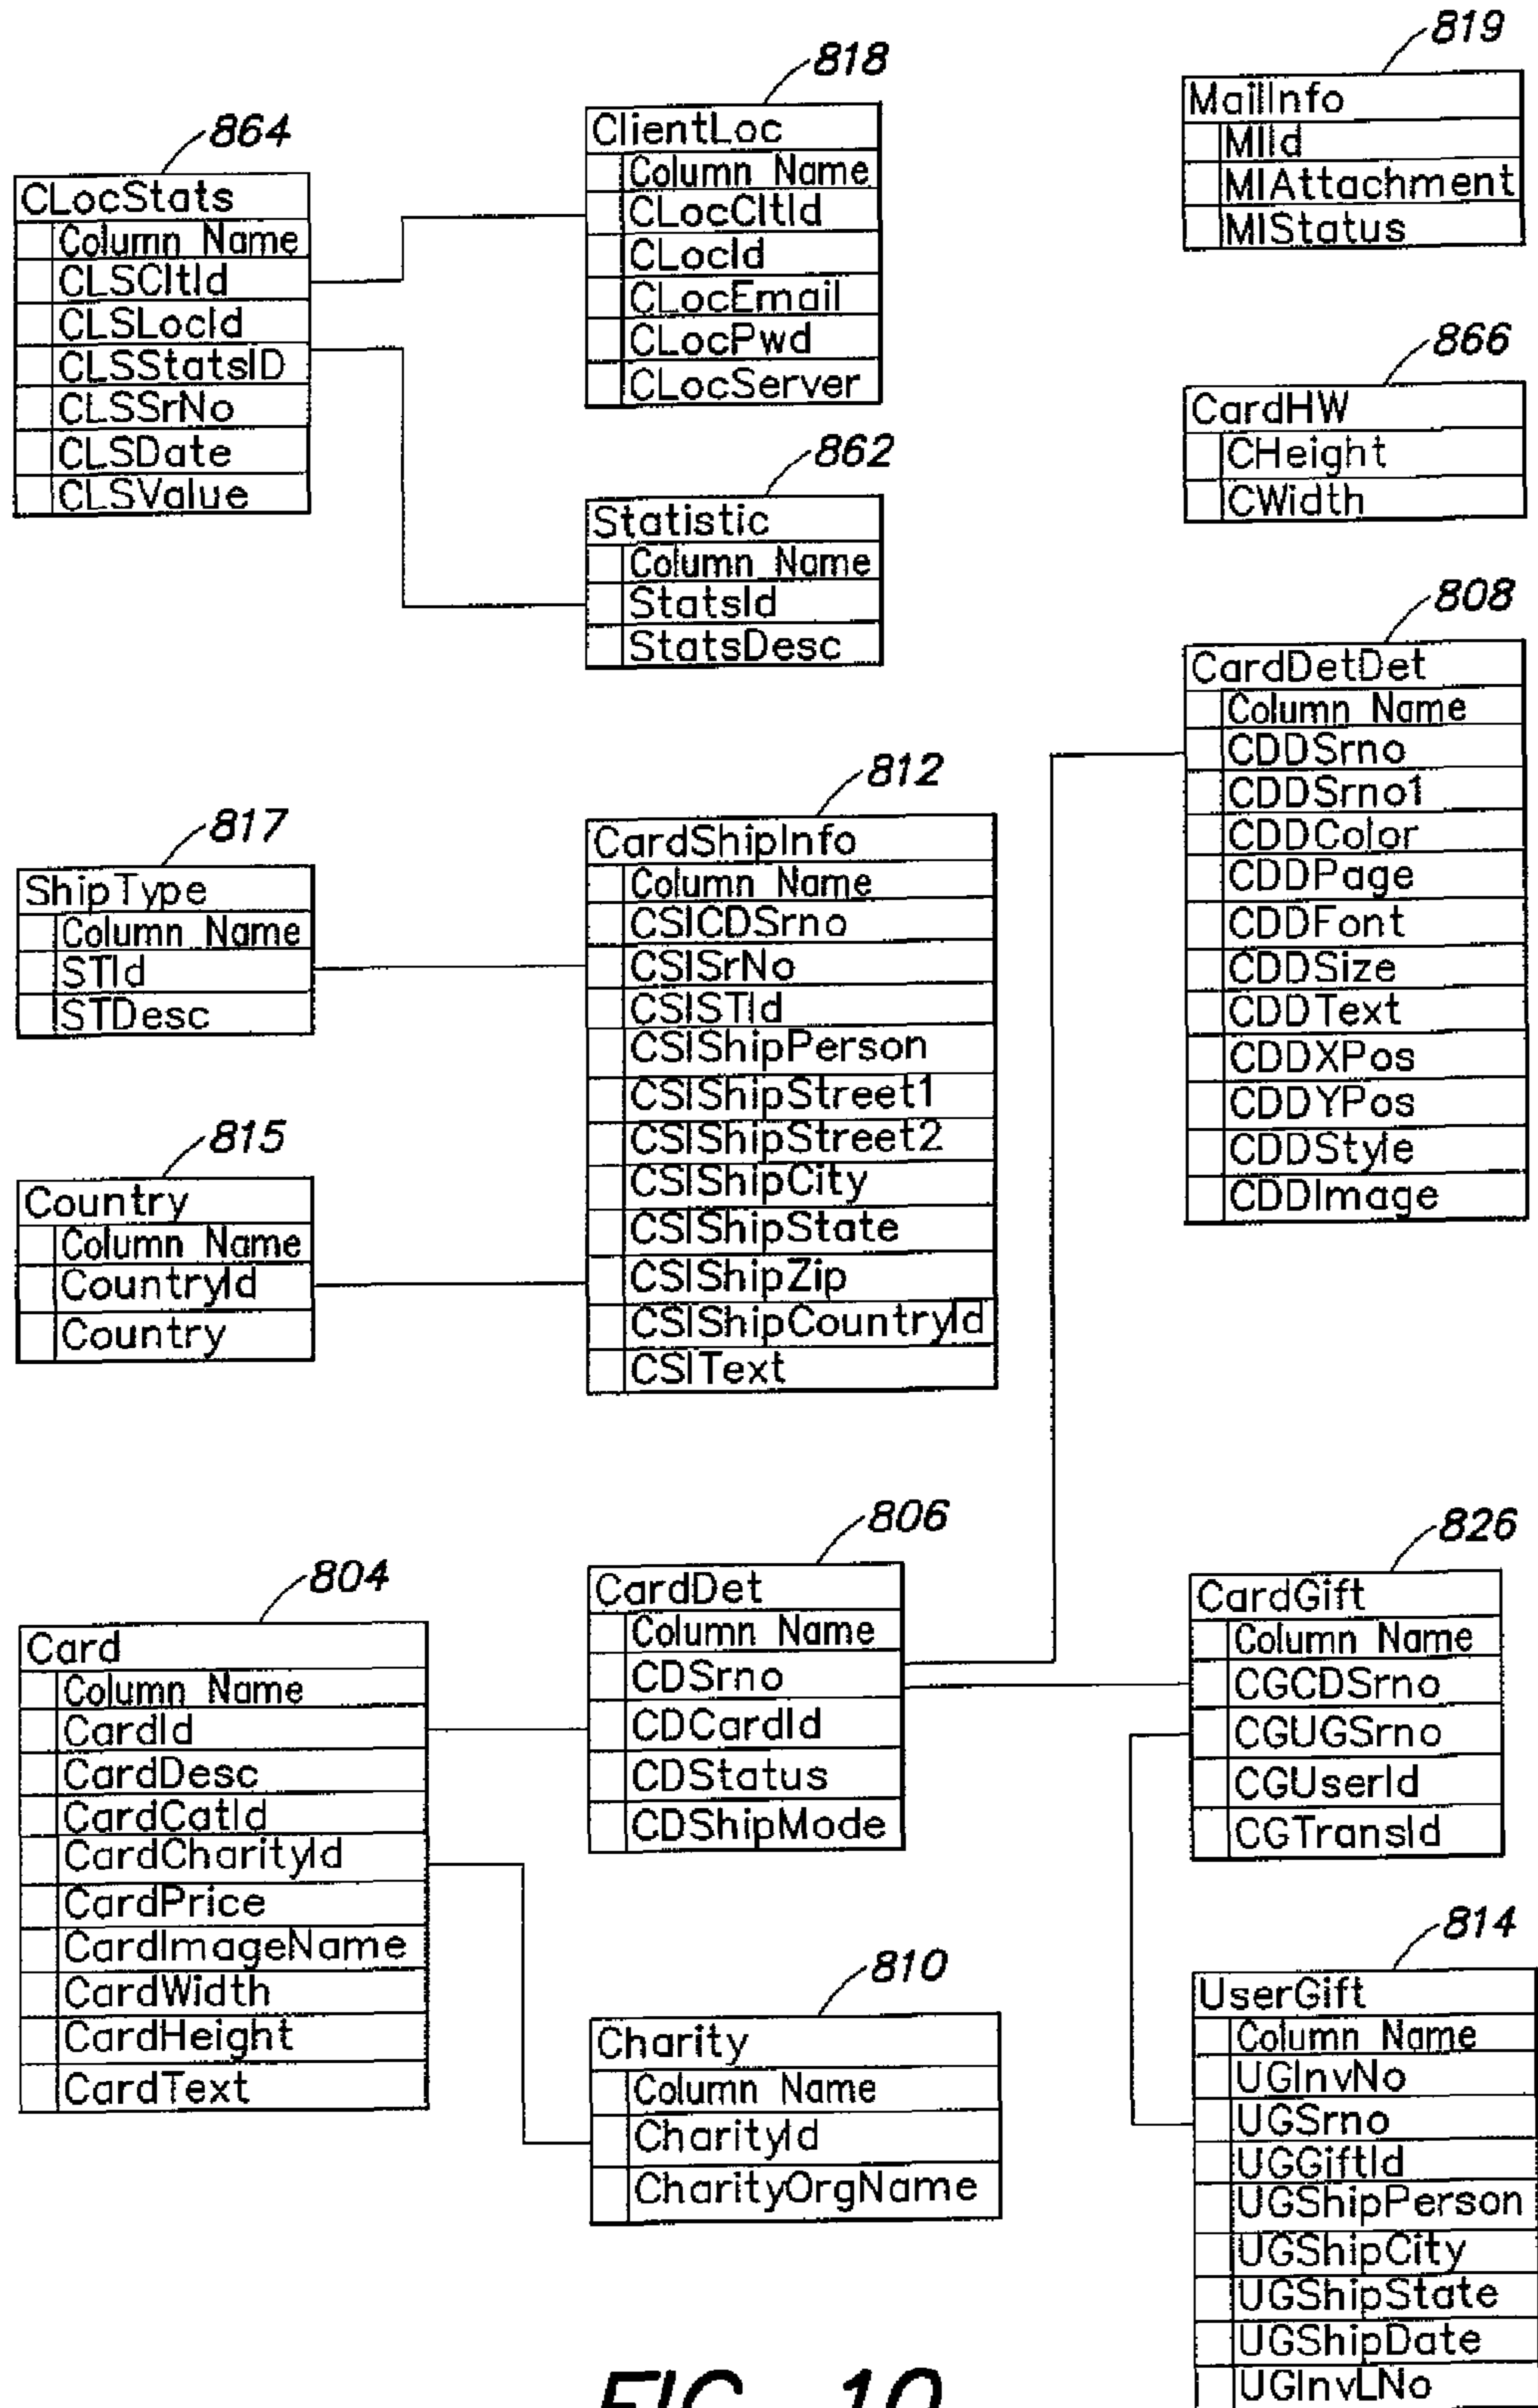 864
CLocStats
Column Name
CLSCltId
CLSLocId
CLSStatsID
CLSSrNo
CLSDate
CLSValue
818
ClientLoc
Column Name
CLocCltId
CLocId
CLocEmail
CLocPwd
CLocServer
819
MailInfo
MIId
MIAttachment
MIStatus
866
CardHW
CHeight
CWidth
862
Statistic
Column Name
StatsId
StatsDesc
808
CardDetDet
Column Name
CDDSrno
CDDSrno1
CDDColor
CDDPage
CDDFont
CDDSize
CDDText
CDDXPos
CDDYPos
CDDStyle
CDDImage
817
ShipType
Column Name
STId
STDesc
812
CardShipInfo
Column Name
CSICDSrno
CSISrNo
CSISTId
CSIShipPerson
CSIShipStreet1
CSIShipStreet2
CSIShipCity
CSIShipState
CSIShipZip
CSIShipCountryId
CSIText
815
Country
Column Name
CountryId
Country
804
Card
Column Name
CardId
CardDesc
CardCatId
CardCharityId
CardPrice
CardImageName
CardWidth
CardHeight
CardText
806
CardDet
Column Name
CDSrno
CDCardId
CDStatus
CDShipMode
826
CardGift
Column Name
CGCDSrno
CGUGSrno
CGUserId
CGTransId
810
Charity
Column Name
CharityId
CharityOrgName
814
UserGift
Column Name
UGInvNo
UGSrno
UGGiftId
UGShipPerson
UGShipCity
UGShipState
UGShipDate
UGInvLNo
FIG. 10